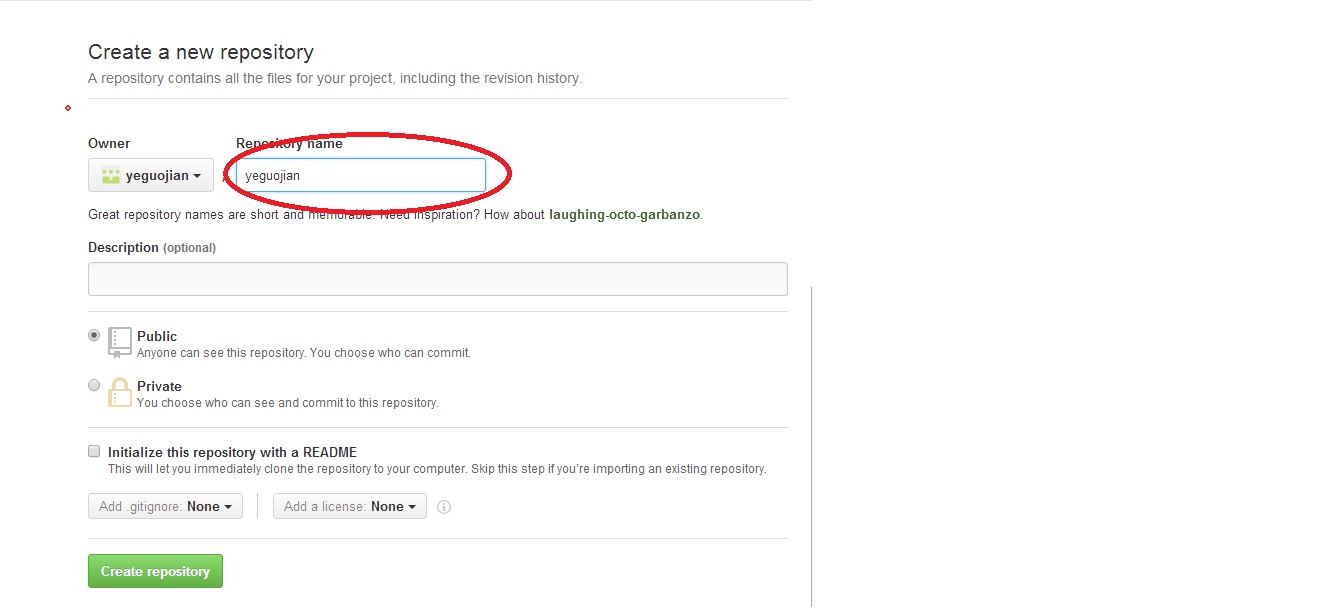 Create a new repository
A repository contains all the files for your project, including the revision history.
Owner Repository name
yeguojian / yeguojian
Great repository names are short and memorable. Need inspiration? How about laughing-octo-garbanzo.
Description (optional)
Public
Anyone can see this repository. You choose who can commit.
Private
You choose who can see and commit to this repository.
Initialize this repository with a README
This will let you immediately clone the repository to your computer. Skip this step if you're importing an existing repository.
Add .gitignore: None Add a license: None
Create repository